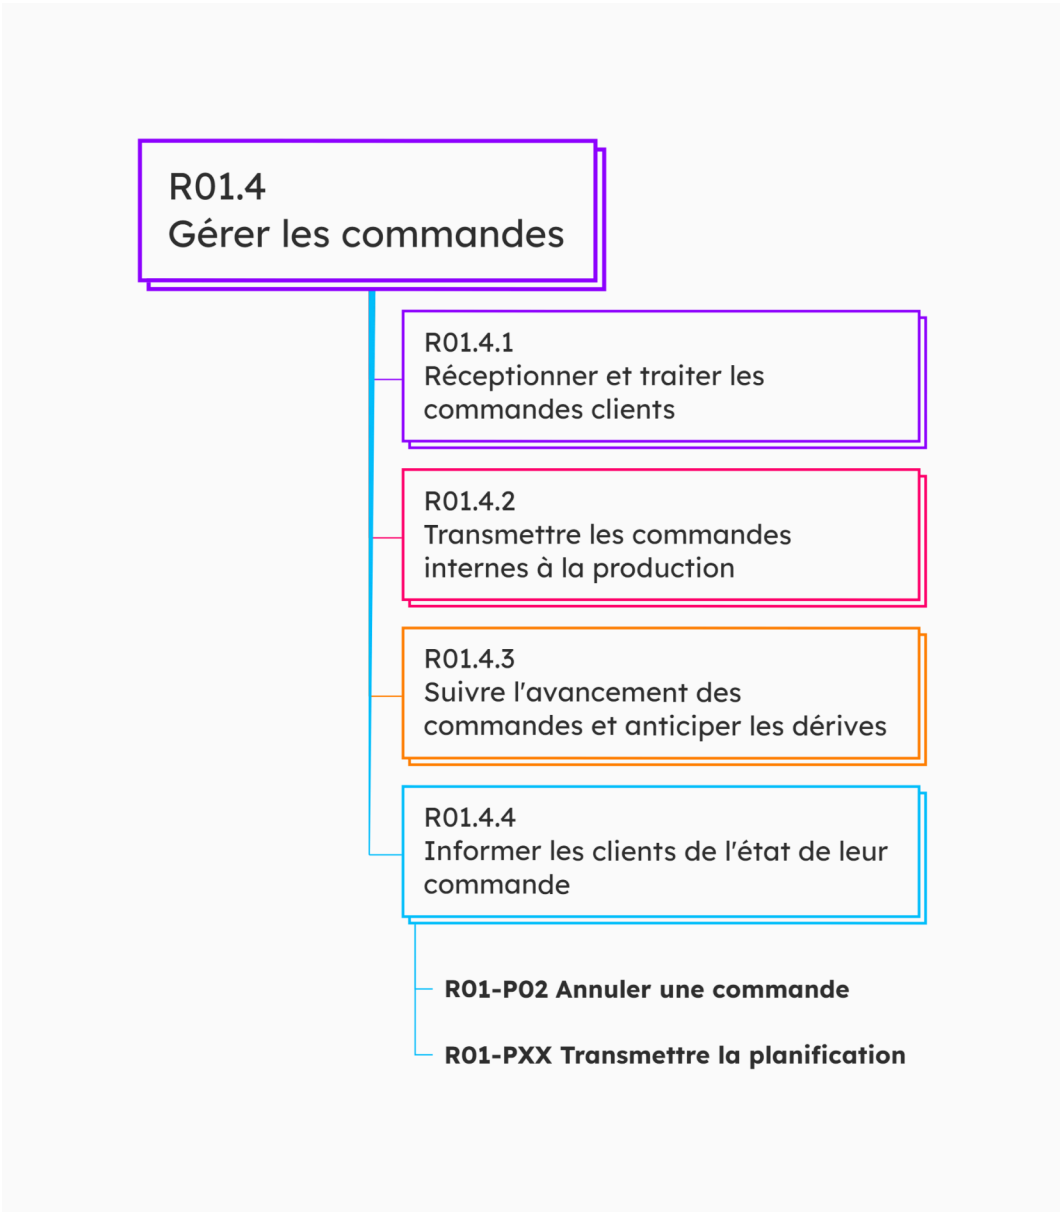 R01.4
Gérer les commandes
R01.4.1
Réceptionner et traiter les
commandes clients
R01.4.2
Transmettre les commandes
internes à la production
R01.4.3
Suivre l'avancement des
commandes et anticiper les dérives
R01.4.4
Informer les clients de l'état de leur
commande
R01-P02 Annuler une commande
R01-PXX Transmettre la planification